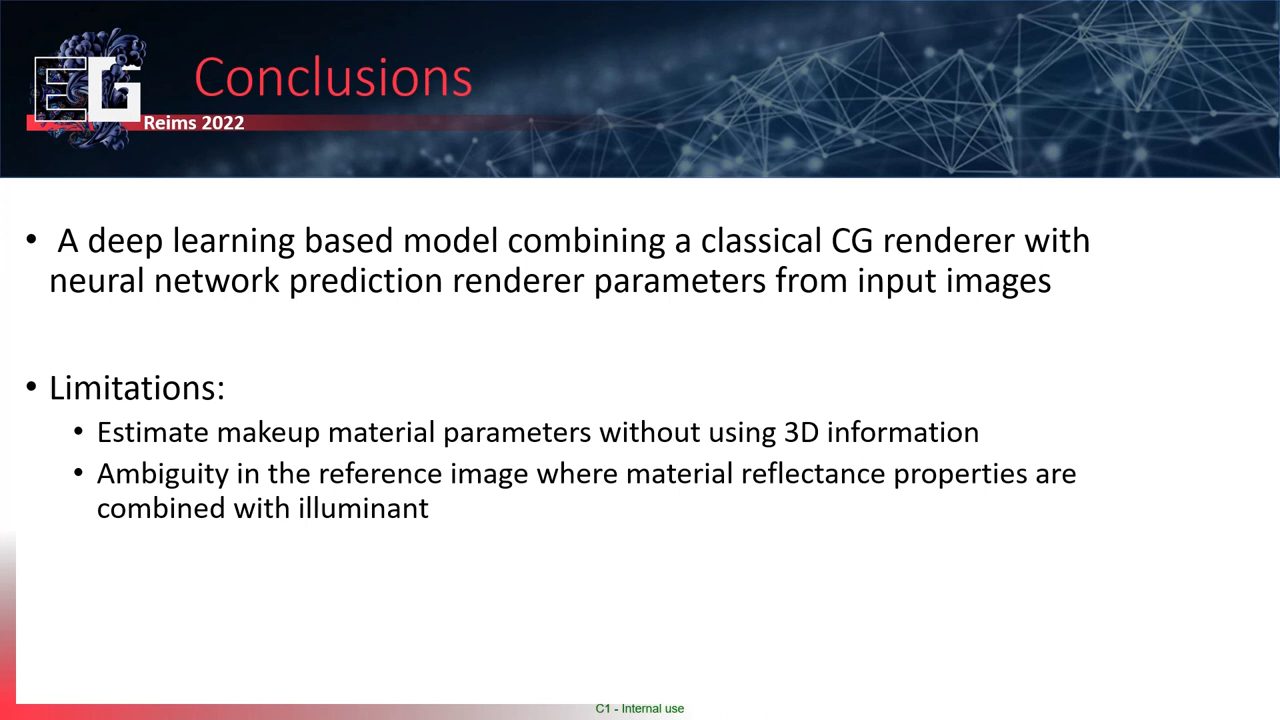 EG
Conclusions
Reims 2022
• A deep learning based model combining a classical CG renderer with
neural network prediction renderer parameters from input images
• Limitations:
• Estimate makeup material parameters without using 3D information
• Ambiguity in the reference image where material reflectance properties are
combined with illuminant
C1 - Internal use